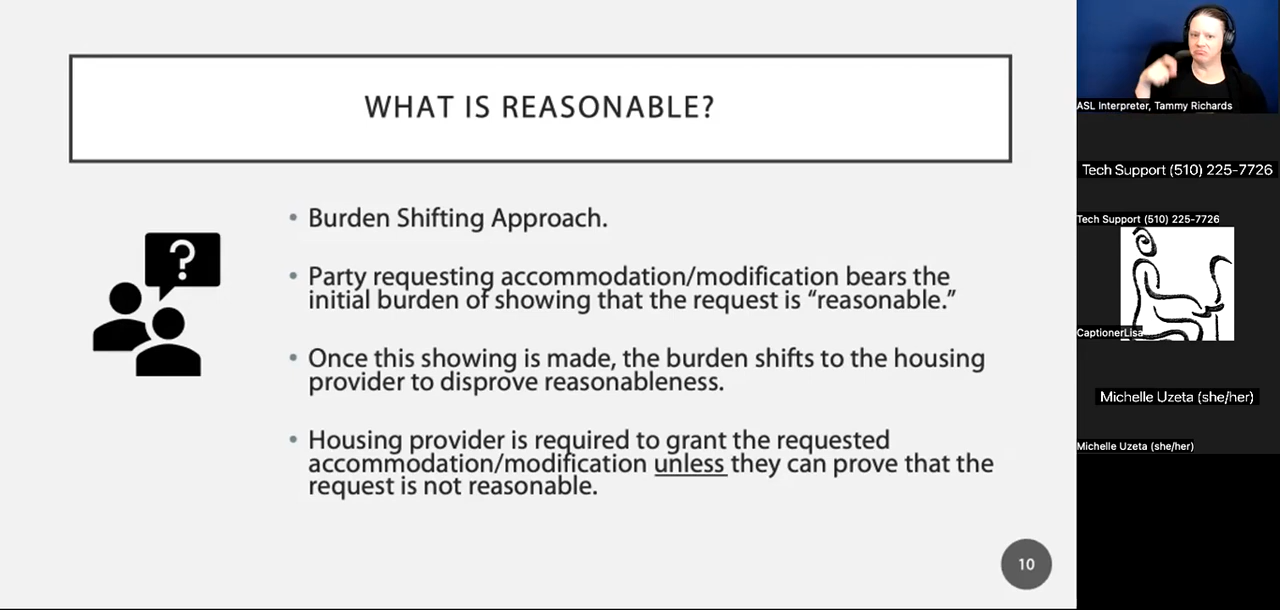 WHAT IS REASONABLE?
?
• Burden Shifting Approach.
• Party requesting accommodation/modification bears the
initial burden of showing that the request is “reasonable.”
• Once this showing is made, the burden shifts to the housing
provider to disprove reasonableness.
• Housing provider is required to grant the requested
accommodation/modification unless they can prove that the
request is not reasonable.
10
ASL Interpreter, Tammy Richards
Tech Support (510) 225-7726
Tech Support (510) 225-7726
CaptionerLisa
Michelle Uzeta (she/her)
Michelle Uzeta (she/her)